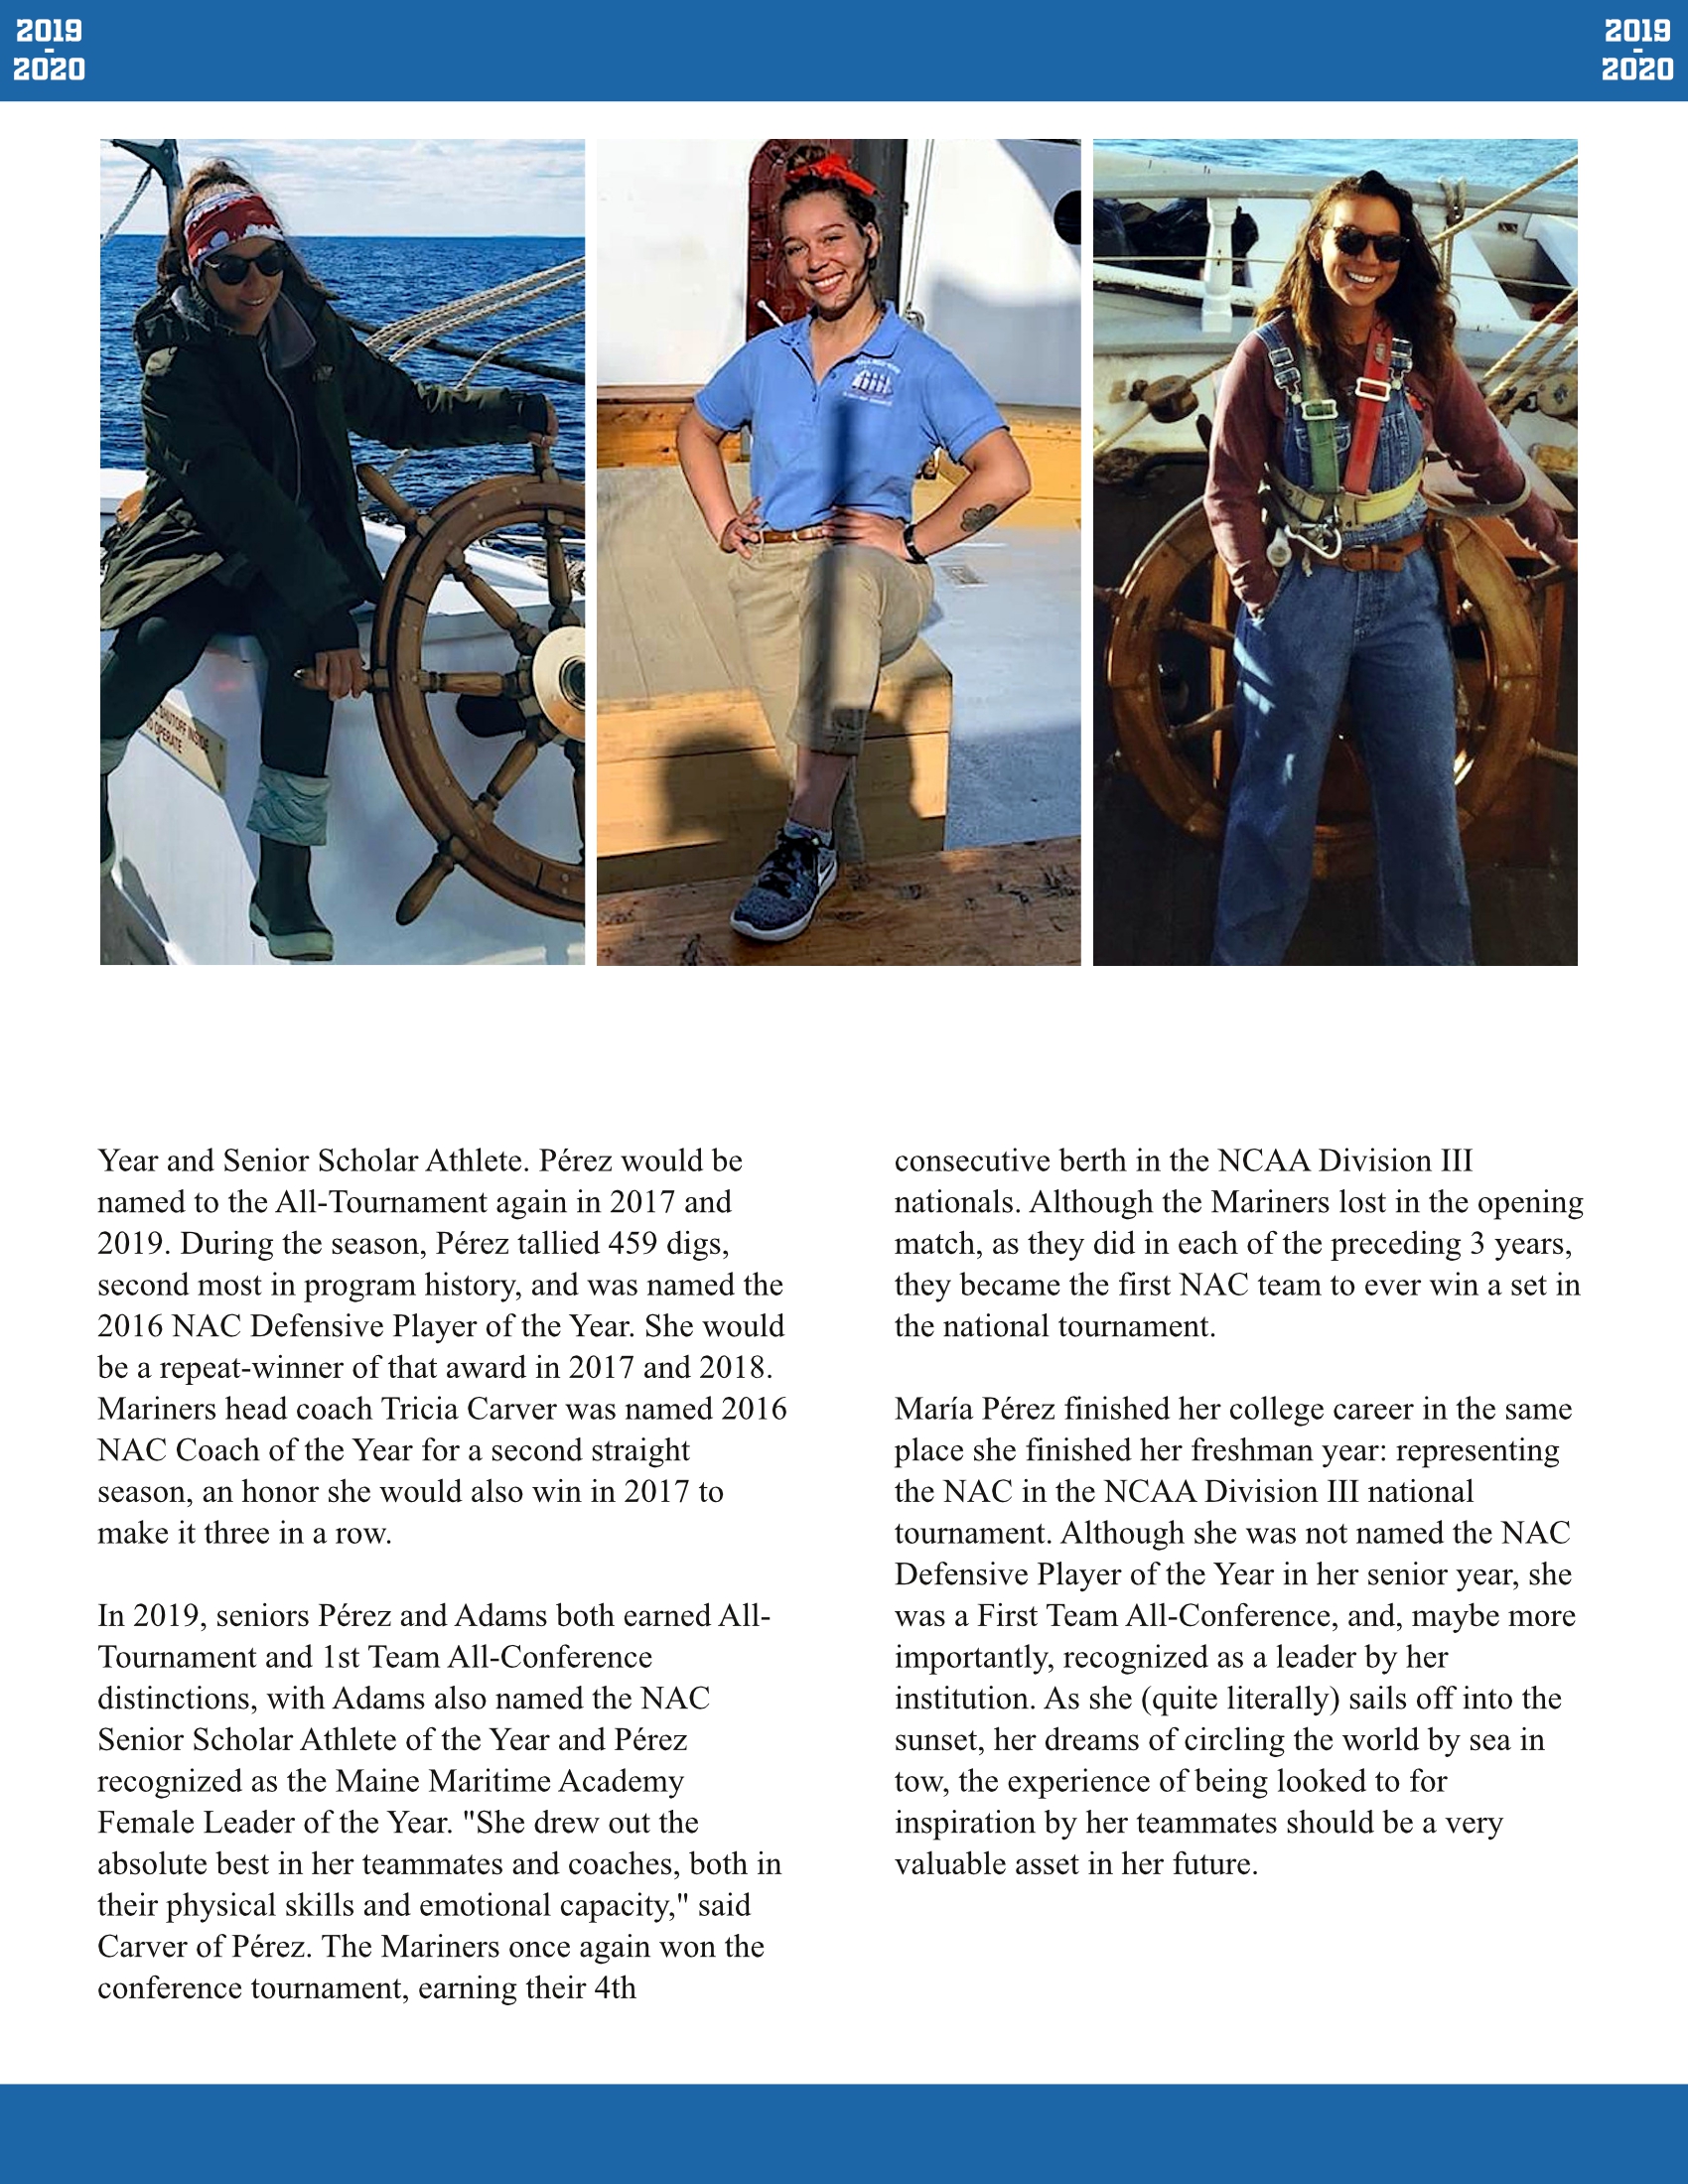 2019
-
2020
2019
-
2020
SHUTOFF INSIDE
TO OPERATE
Year and Senior Scholar Athlete. Pérez would be
named to the All-Tournament again in 2017 and
2019. During the season, Pérez tallied 459 digs,
second most in program history, and was named the
2016 NAC Defensive Player of the Year. She would
be a repeat-winner of that award in 2017 and 2018.
Mariners head coach Tricia Carver was named 2016
NAC Coach of the Year for a second straight
season, an honor she would also win in 2017 to
make it three in a row.
In 2019, seniors Pérez and Adams both earned All-
Tournament and 1st Team All-Conference
distinctions, with Adams also named the NAC
Senior Scholar Athlete of the Year and Pérez
recognized as the Maine Maritime Academy
Female Leader of the Year. "She drew out the
absolute best in her teammates and coaches, both in
their physical skills and emotional capacity," said
Carver of Pérez. The Mariners once again won the
conference tournament, earning their 4th
consecutive berth in the NCAA Division III
nationals. Although the Mariners lost in the opening
match, as they did in each of the preceding 3 years,
they became the first NAC team to ever win a set in
the national tournament.
María Pérez finished her college career in the same
place she finished her freshman year: representing
the NAC in the NCAA Division III national
tournament. Although she was not named the NAC
Defensive Player of the Year in her senior year, she
was a First Team All-Conference, and, maybe more
importantly, recognized as a leader by her
institution. As she (quite literally) sails off into the
sunset, her dreams of circling the world by sea in
tow, the experience of being looked to for
inspiration by her teammates should be a very
valuable asset in her future.